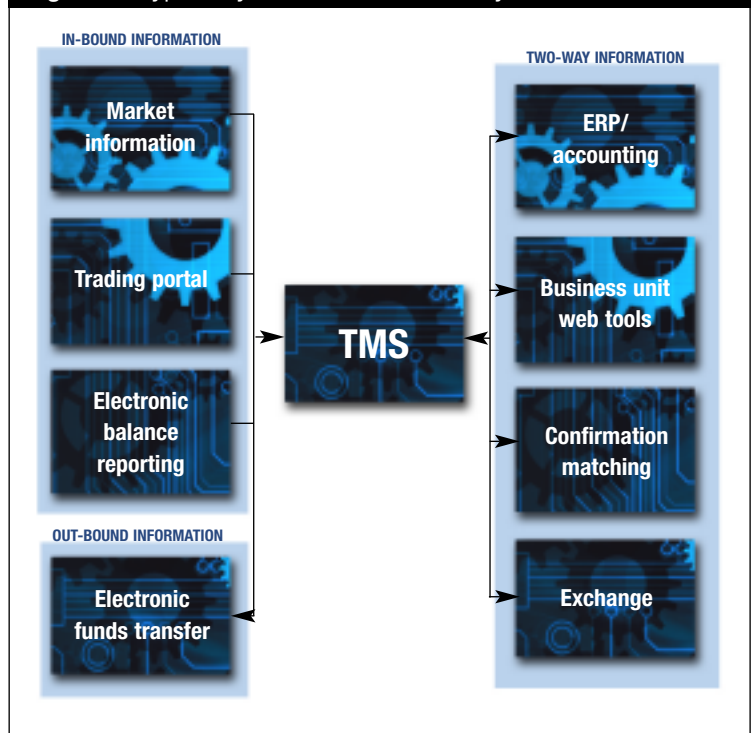 IN-BOUND INFORMATION
Market
information
Trading portal
Electronic
balance
reporting
OUT-BOUND INFORMATION
Electronic
funds transfer
TMS
TWO-WAY INFORMATION
ERP/
accounting
Business unit
web tools
Confirmation
matching
Exchange